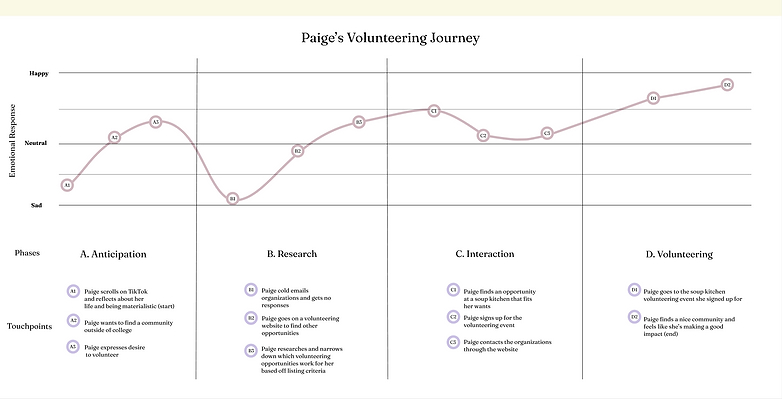 Paige's Volunteering Journey
Happy
Neutral
Sad
Emotional Response
A1
A2
A3
B1
B2
B3
C1
C2
C3
D1
D2
Phases
A. Anticipation
B. Research
C. Interaction
D. Volunteering
Touchpoints
A1
Paige scrolls on TikTok
and reflects about her
life and being materialistic (start)
A2
Paige wants to find a community
outside of college
A3
Paige expresses desire
to volunteer
B1
Paige cold emails
organizations and gets no
responses
B2
Paige goes on a volunteering
website to find other
opportunities
B3
Paige researches and narrows
down which volunteering
opportunities work for her
based off listing criteria
C1
Paige finds an opportunity
at a soup kitchen that fits
her wants
C2
Paige signs up for the
volunteering event
C3
Paige contacts the organizations
through the website
D1
Paige goes to the soup kitchen
volunteering event she signed up for
D2
Paige finds a nice community and
feels like she's making a good
impact (end)